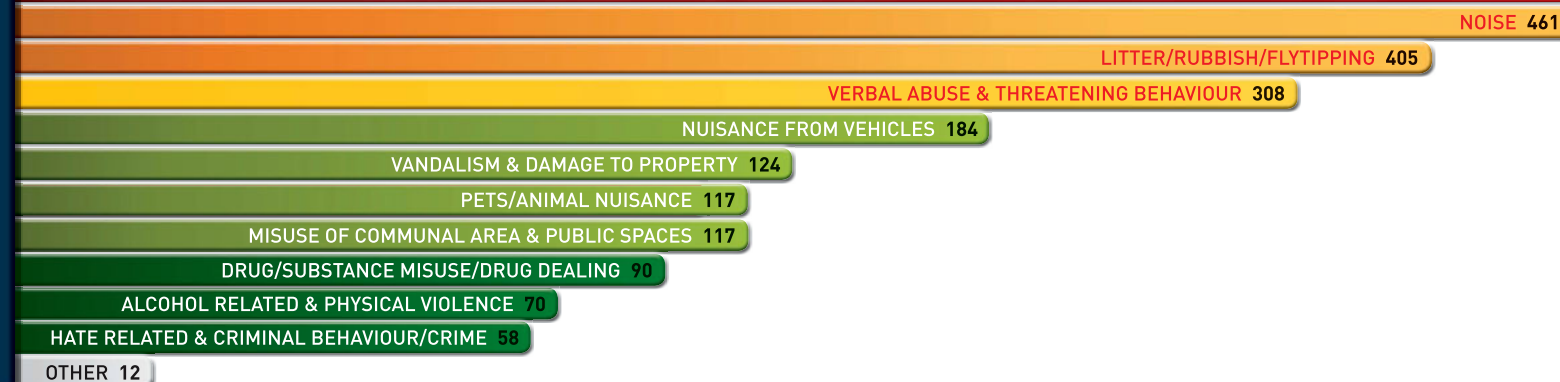 NOISE 461
LITTER/RUBBISH/FLYTIPPING 405
VERBAL ABUSE & THREATENING BEHAVIOUR 308
NUISANCE FROM VEHICLES 184
VANDALISM & DAMAGE TO PROPERTY 124
PETS/ANIMAL NUISANCE 117
MISUSE OF COMMUNAL AREA & PUBLIC SPACES 117
DRUG/SUBSTANCE MISUSE/DRUG DEALING 90
ALCOHOL RELATED & PHYSICAL VIOLENCE 70
HATE RELATED & CRIMINAL BEHAVIOUR/CRIME 58
OTHER 12